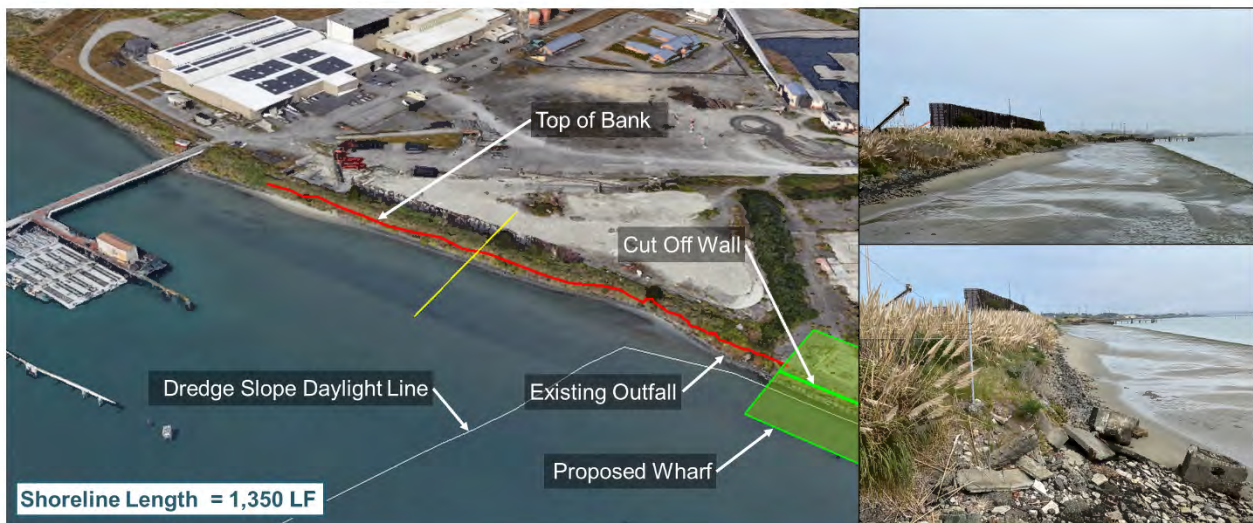 Top of Bank
Cut Off Wall
Dredge Slope Daylight Line
Existing Outfall
Proposed Wharf
Shoreline Length = 1,350 LF